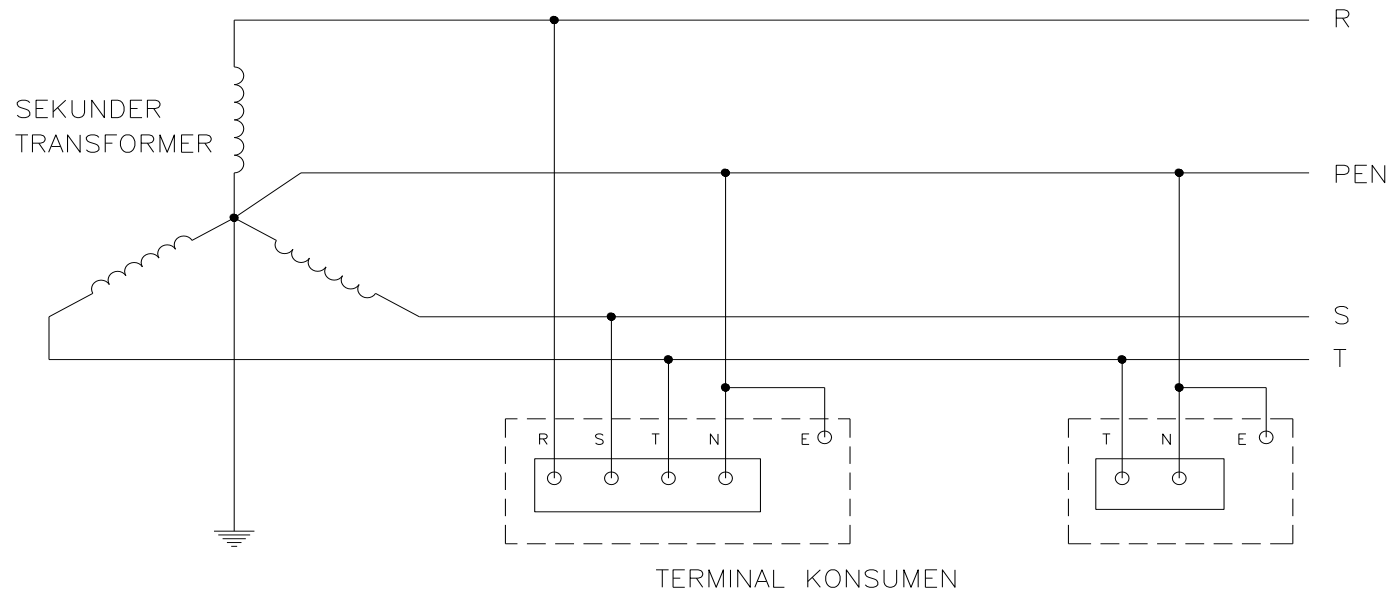 R
SEKUNDER
TRANSFORMER
PEN
S
T
R S T N E
T N E
TERMINAL KONSUMEN